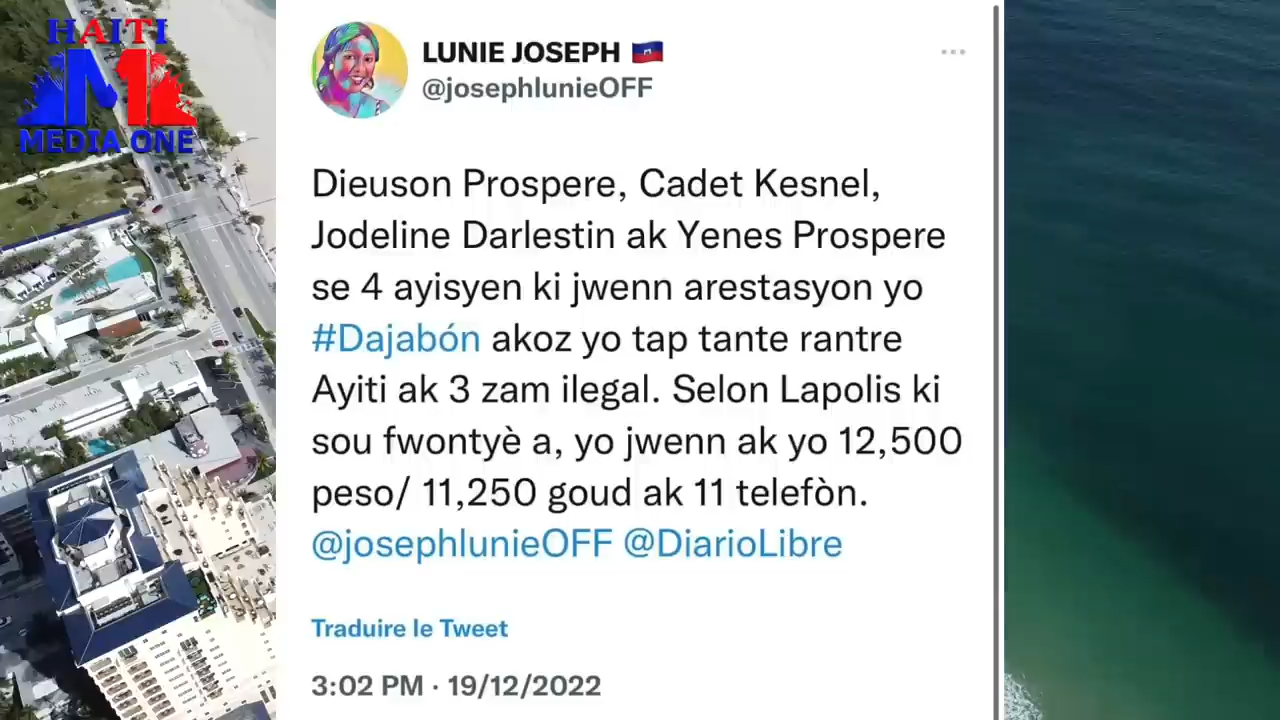 HAITI
M1
MEDIA ONE
LUNIE JOSEPH 🇭🇹
@josephlunieOFF
Dieuson Prospere, Cadet Kesnel,
Jodeline Darlestin ak Yenes Prospere
se 4 ayisyen ki jwenn arestasyon yo
#Dajabón akoz yo tap tante rantre
Ayiti ak 3 zam ilegal. Selon Lapolis ki
sou fwontyè a, yo jwenn ak yo 12,500
peso/ 11,250 goud ak 11 telefòn.
@josephlunieOFF @DiarioLibre
Traduire le Tweet
3:02 PM · 19/12/2022